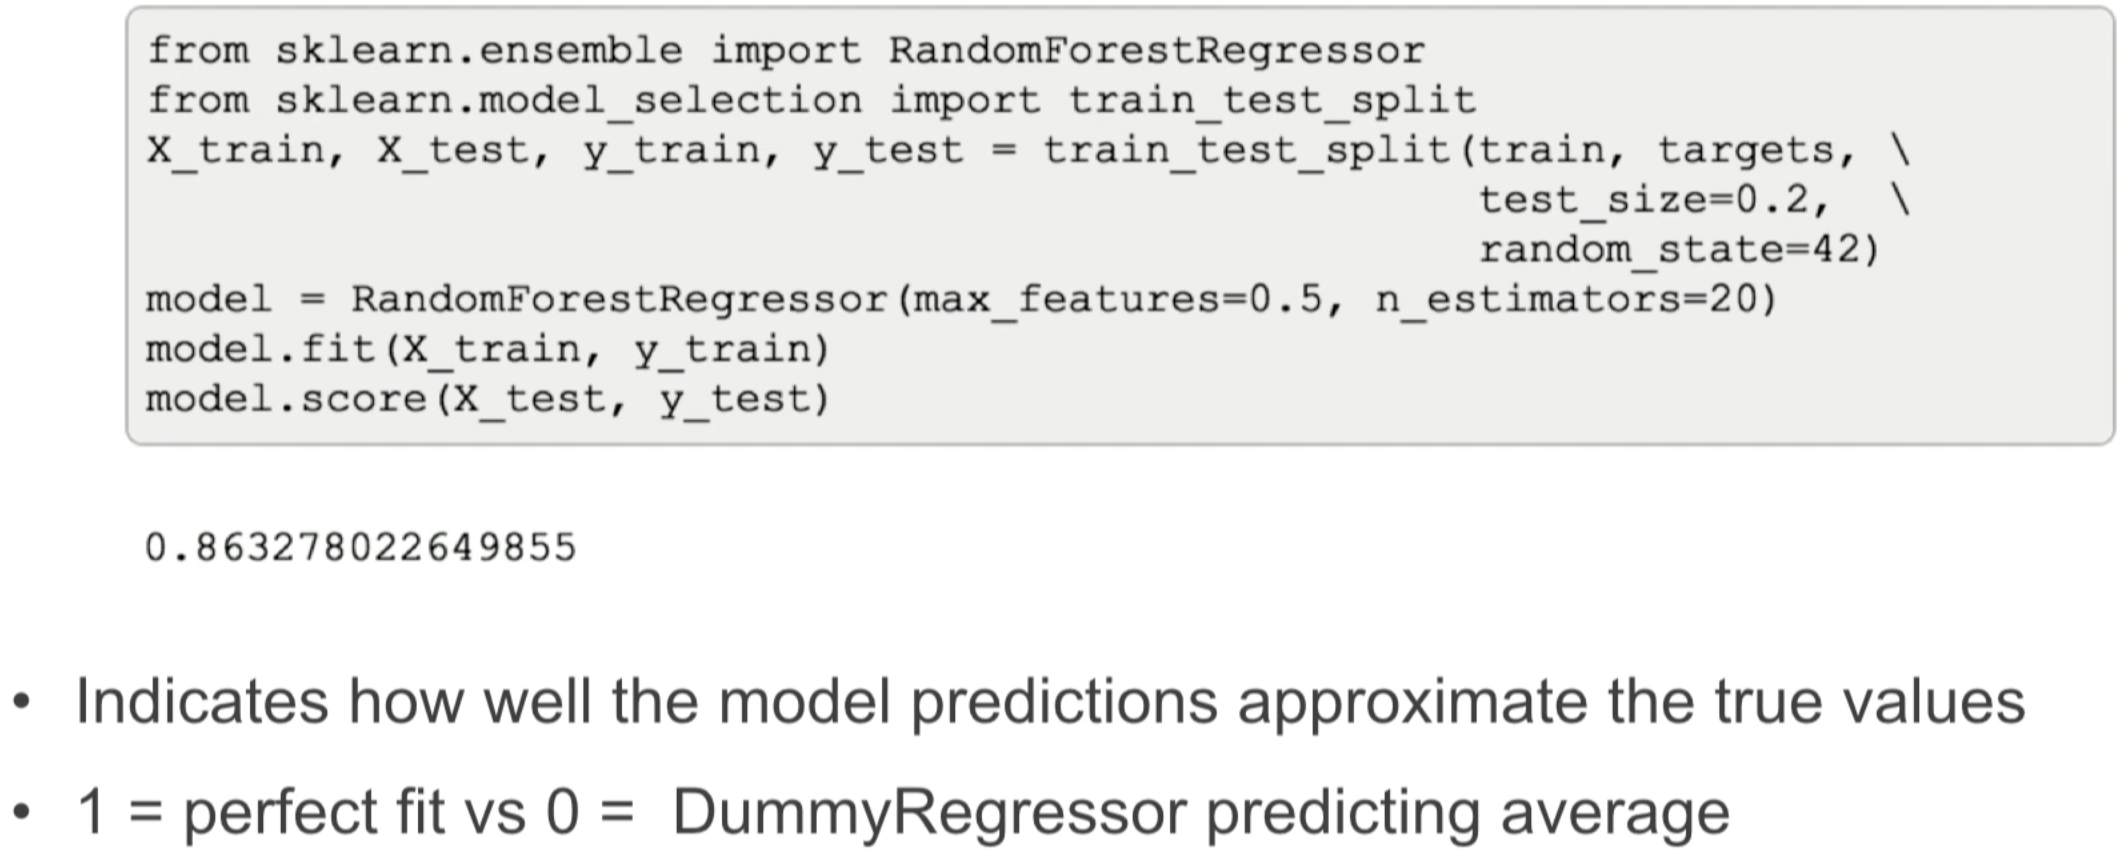 from sklearn.ensemble import RandomForestRegressor
from sklearn.model_selection import train_test_split
X_train, X_test, y_train, y_test = train_test_split(train, targets, \
test_size=0.2, \
random_state=42)
model = RandomForestRegressor(max_features=0.5, n_estimators=20)
model.fit(X_train, y_train)
model.score(X_test, y_test)
0.863278022649855
• Indicates how well the model predictions approximate the true values
• 1 = perfect fit vs 0 = DummyRegressor predicting average